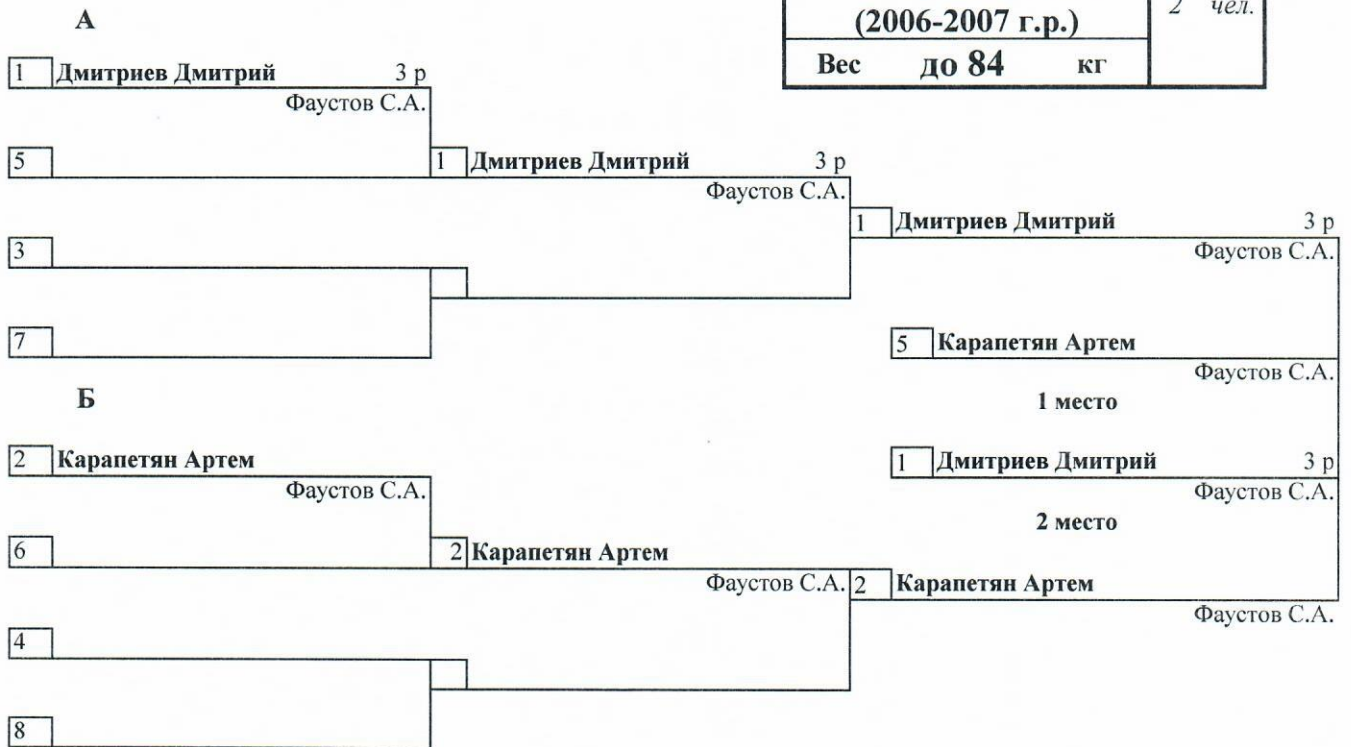 А
(2006-2007 г.р.)
2 чел.
Вес до 84 кг
1 Дмитриев Дмитрий 3 р
Фаустов С.А.
5
1 Дмитриев Дмитрий 3 р
Фаустов С.А.
1 Дмитриев Дмитрий 3 р
Фаустов С.А.
3
7
5 Карапетян Артем
Фаустов С.А.
1 место
Б
2 Карапетян Артем
Фаустов С.А.
1 Дмитриев Дмитрий 3 р
Фаустов С.А.
2 место
6
2 Карапетян Артем
Фаустов С.А.
2 Карапетян Артем
Фаустов С.А.
4
8